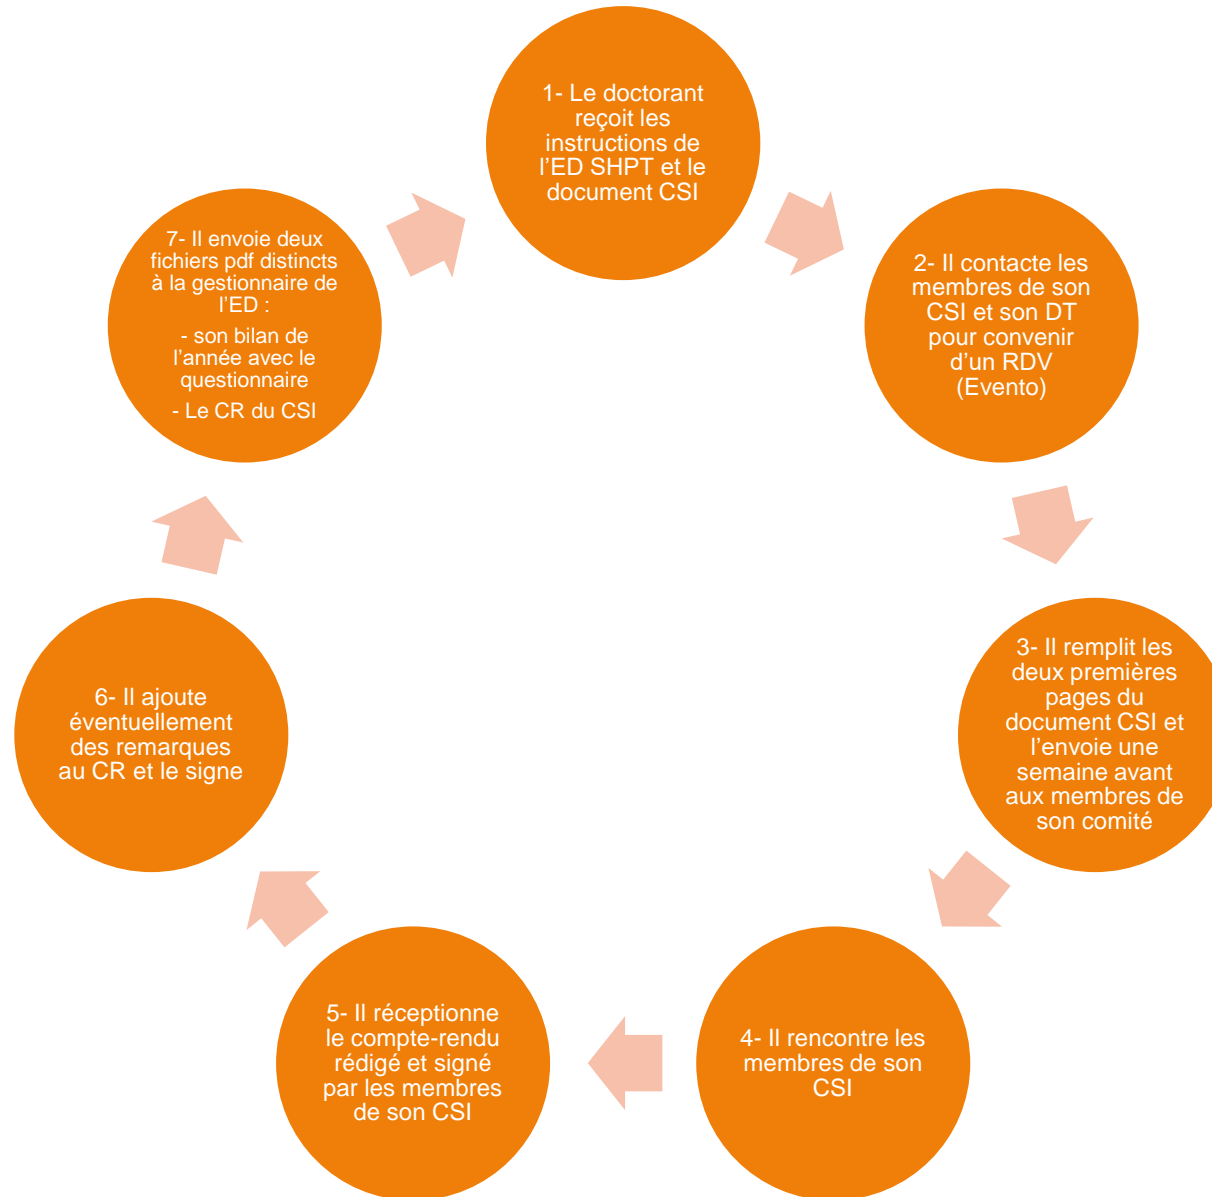 1- Le doctorant
reçoit les
instructions de
l’ED SHPT et le
document CSI
2- Il contacte les
membres de son
CSI et son DT
pour convenir
d’un RDV
(Evento)
3- Il remplit les
deux premières
pages du
document CSI et
l’envoie une
semaine avant
aux membres de
son comité
4- Il rencontre les
membres de son
CSI
5- Il réceptionne
le compte-rendu
rédigé et signé
par les membres
de son CSI
6- Il ajoute
éventuellement
des remarques
au CR et le signe
7- Il envoie deux
fichiers pdf distincts
à la gestionnaire de
l’ED :
- son bilan de
l’année avec le
questionnaire
- Le CR du CSI